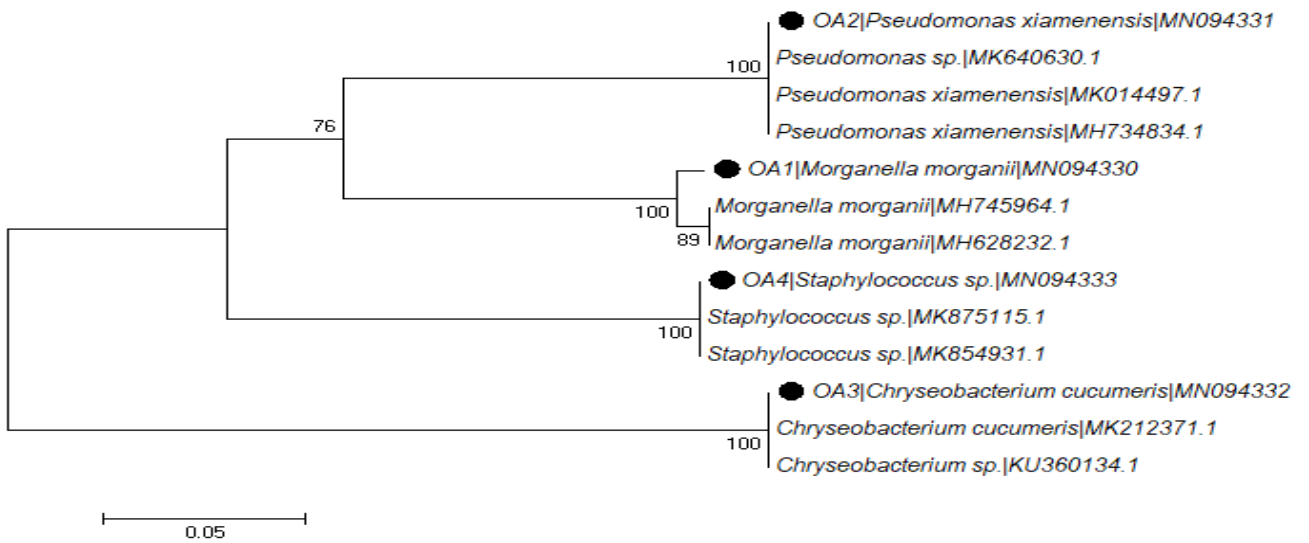 OA2|Pseudomonas xiamenensis|MN094331
100
Pseudomonas sp.|MK640630.1
Pseudomonas xiamenensis|MK014497.1
76
Pseudomonas xiamenensis|MH734834.1
OA1|Morganella morganii|MN094330
100
Morganella morganii|MH745964.1
89
Morganella morganii|MH628232.1
OA4|Staphylococcus sp.|MN094333
Staphylococcus sp.|MK875115.1
100
Staphylococcus sp.|MK854931.1
OA3|Chryseobacterium cucumeris|MN094332
Chryseobacterium cucumeris|MK212371.1
100
Chryseobacterium sp.|KU360134.1
0.05